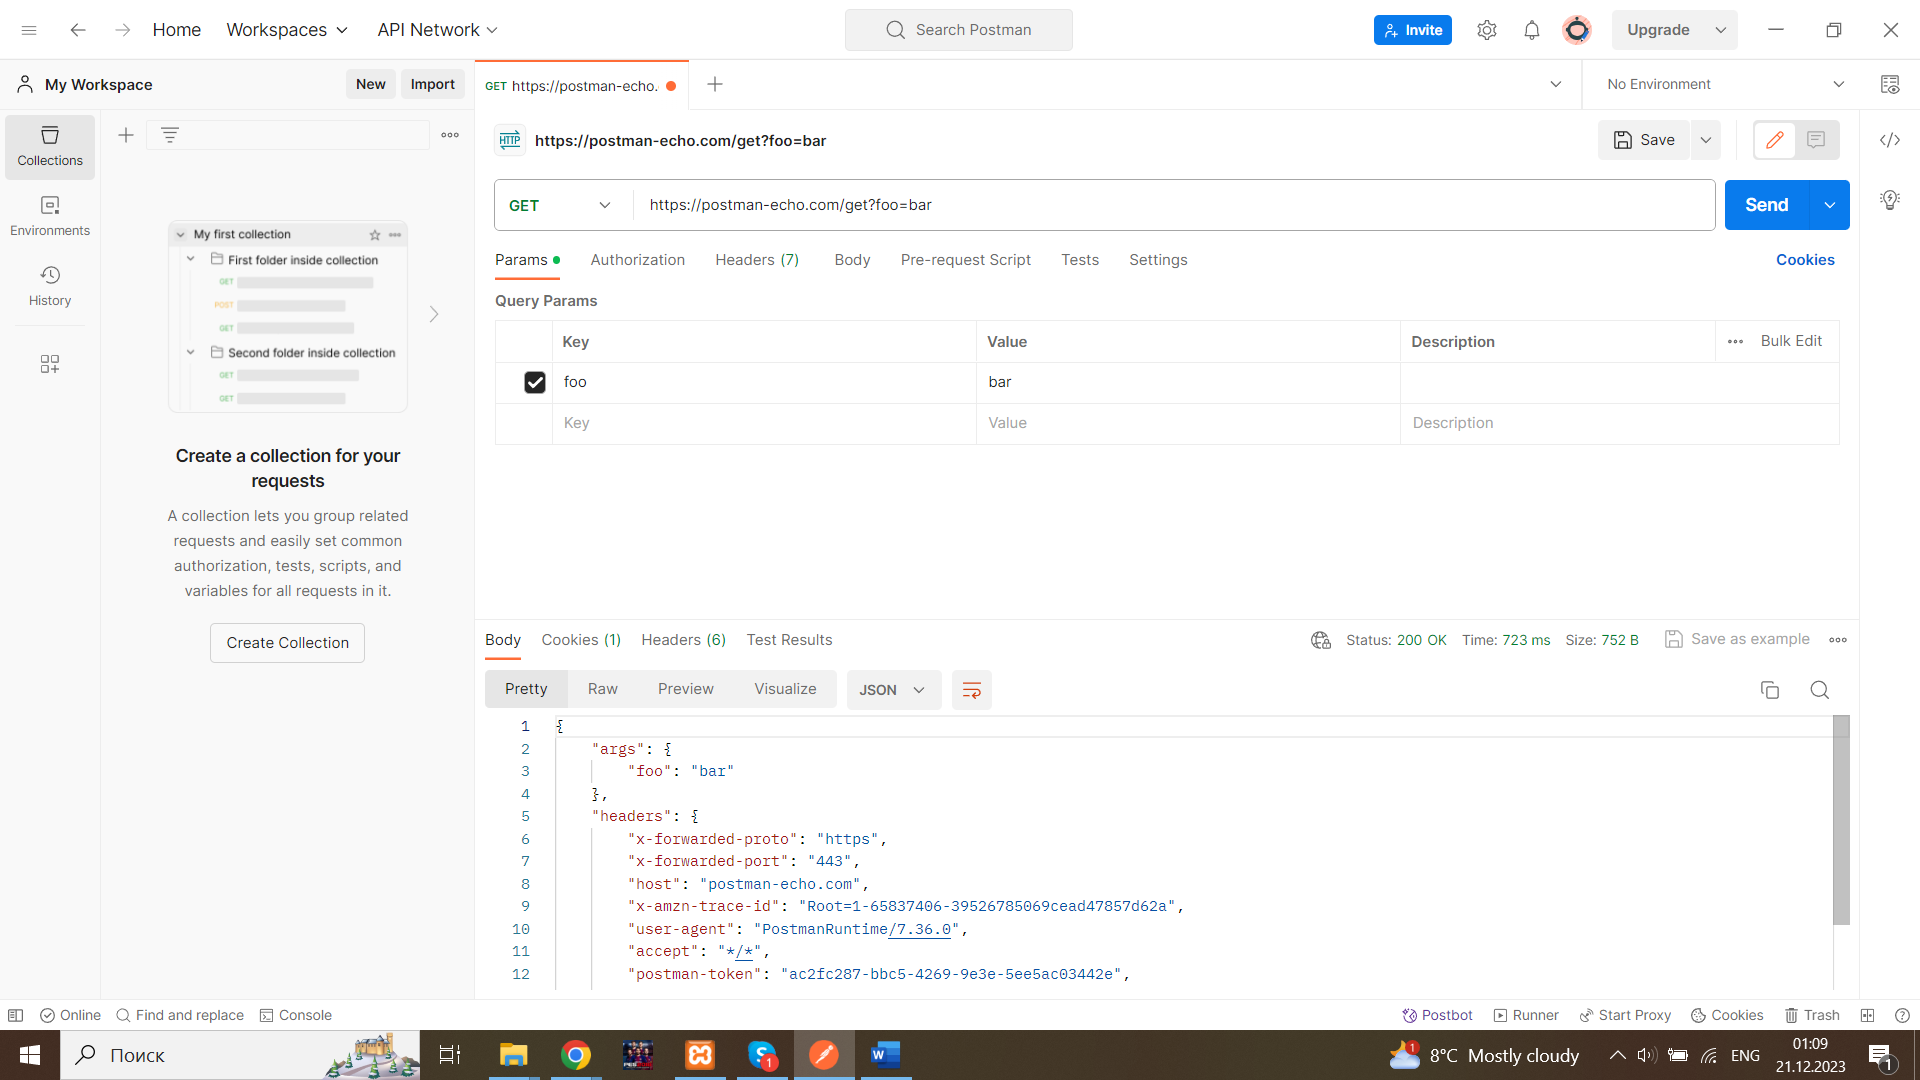 Home
Workspaces
API Network
Search Postman
Invite
Upgrade
My Workspace
New
Import
GET https://postman-echo.
No Environment
Collections
Environments
History
My first collection
First folder inside collection
GET
POST
GET
Second folder inside collection
GET
GET
Create a collection for your
requests
A collection lets you group related
requests and easily set common
authorization, tests, scripts, and
variables for all requests in it.
Create Collection
HTTP https://postman-echo.com/get?foo=bar
Save
GET
https://postman-echo.com/get?foo=bar
Send
Params
Authorization
Headers (7)
Body
Pre-request Script
Tests
Settings
Cookies
Query Params
Key Value Description Bulk Edit
foo bar
Key Value Description
Body
Cookies (1)
Headers (6)
Test Results
Status: 200 OK Time: 723 ms Size: 752 B
Save as example
Pretty
Raw
Preview
Visualize
JSON
1 {
2 "args": {
3 "foo": "bar"
4 },
5 "headers": {
6 "x-forwarded-proto": "https",
7 "x-forwarded-port": "443",
8 "host": "postman-echo.com",
9 "x-amzn-trace-id": "Root=1-65837406-39526785069cead47857d62a",
10 "user-agent": "PostmanRuntime/7.36.0",
11 "accept": "*/*",
12 "postman-token": "ac2fc287-bbc5-4269-9e3e-5ee5ac03442e",
Online
Find and replace
Console
Postbot
Runner
Start Proxy
Cookies
Trash
Поиск
1
1
8°C Mostly cloudy
ENG
01:09
21.12.2023
1